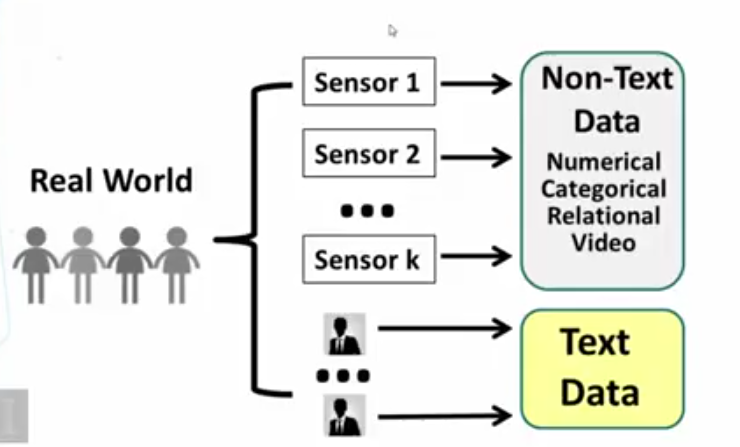 Real World
Sensor 1
Sensor 2
Sensor k
Non-Text
Data
Numerical
Categorical
Relational
Video
Text
Data